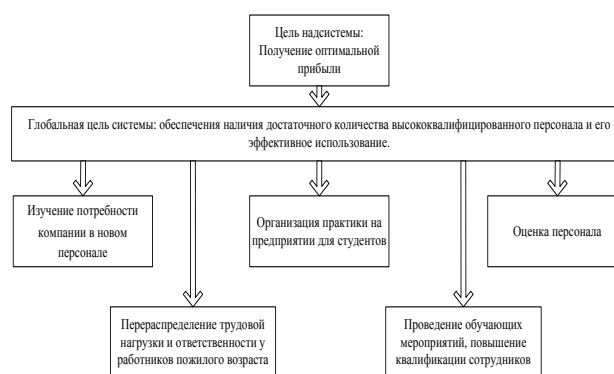 Цель надсистемы:
Получение оптимальной
прибыли
Глобальная цель системы: обеспечения наличия достаточного количества высококвалифицированного персонала и его
эффективное использование.
Изучение потребности
компании в новом
персонале
Организация практики на
предприятии для студентов
Оценка персонала
Перераспределение трудовой
нагрузки и ответственности у
работников пожилого возраста
Проведение обучающих
мероприятий, повышение
квалификации сотрудников